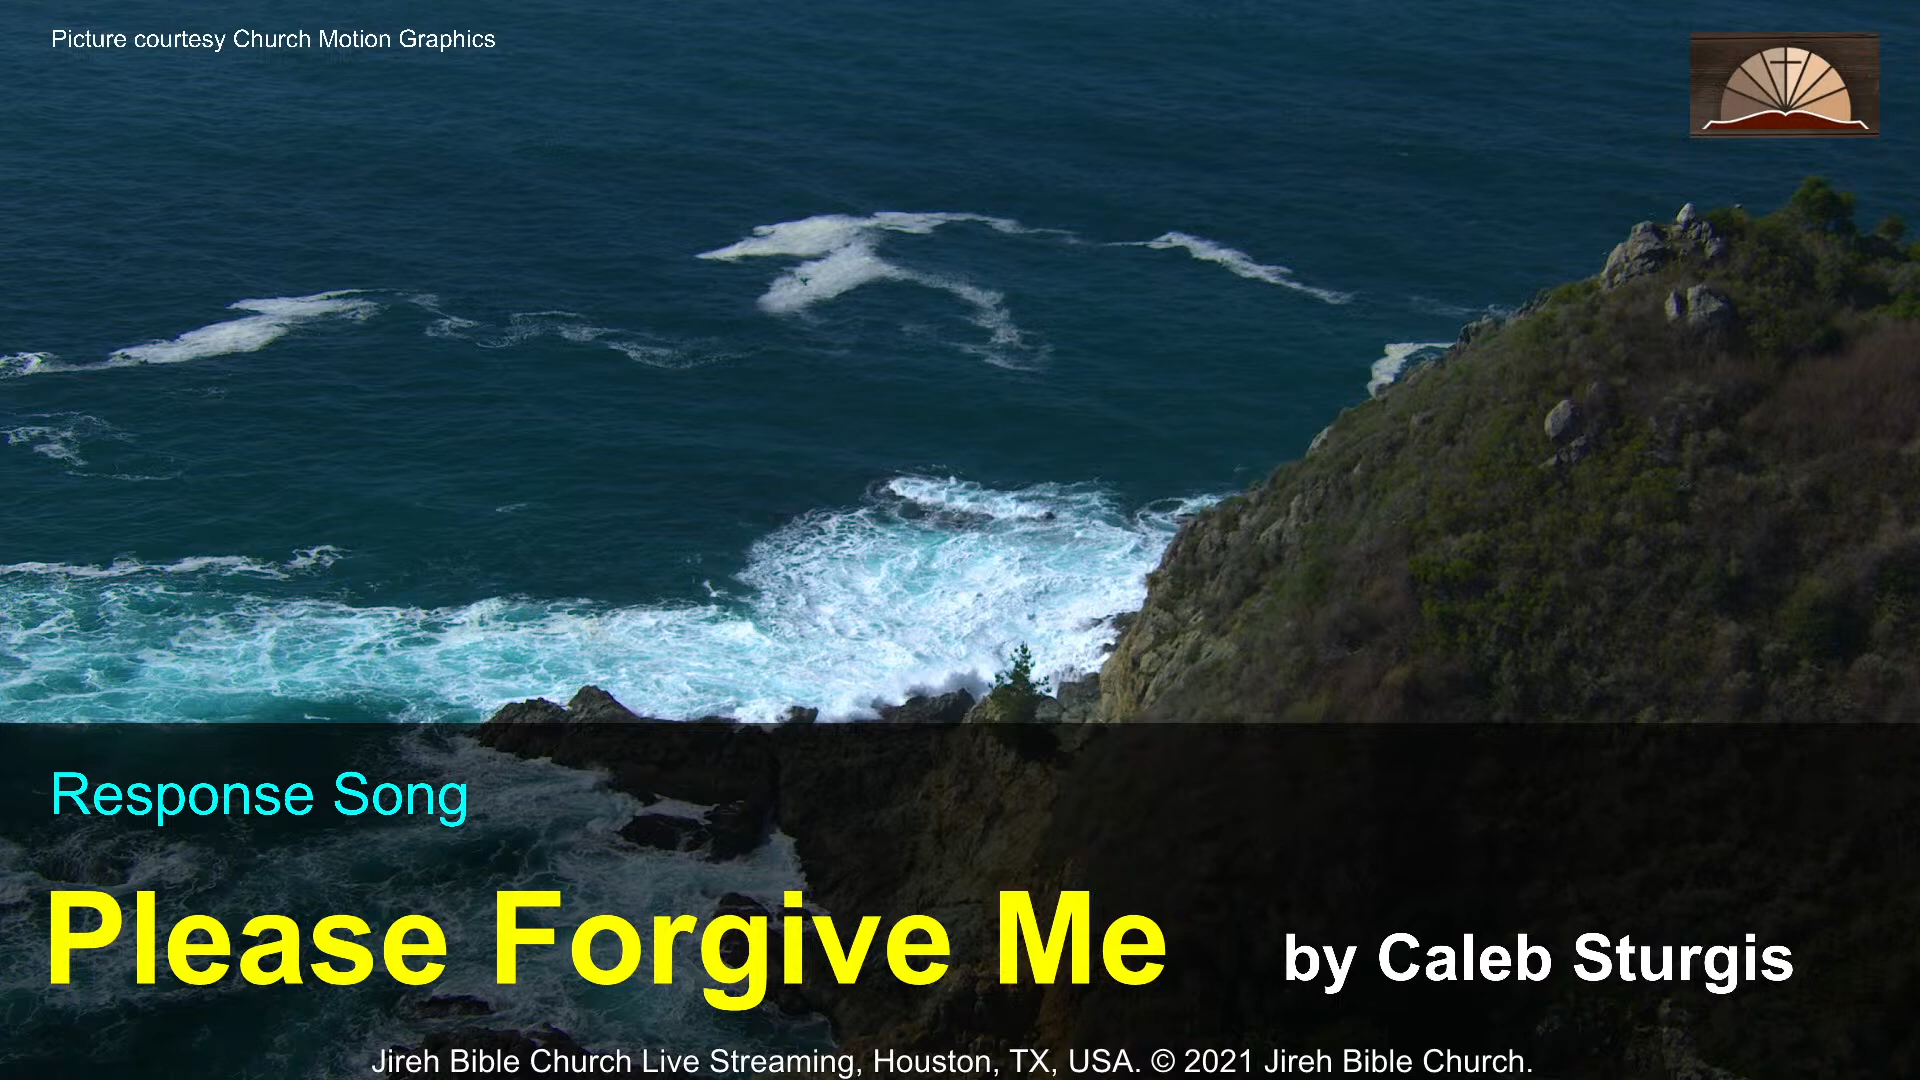 Picture courtesy Church Motion Graphics
Response Song
Please Forgive Me by Caleb Sturgis
Jireh Bible Church Live Streaming, Houston, TX, USA. © 2021 Jireh Bible Church.